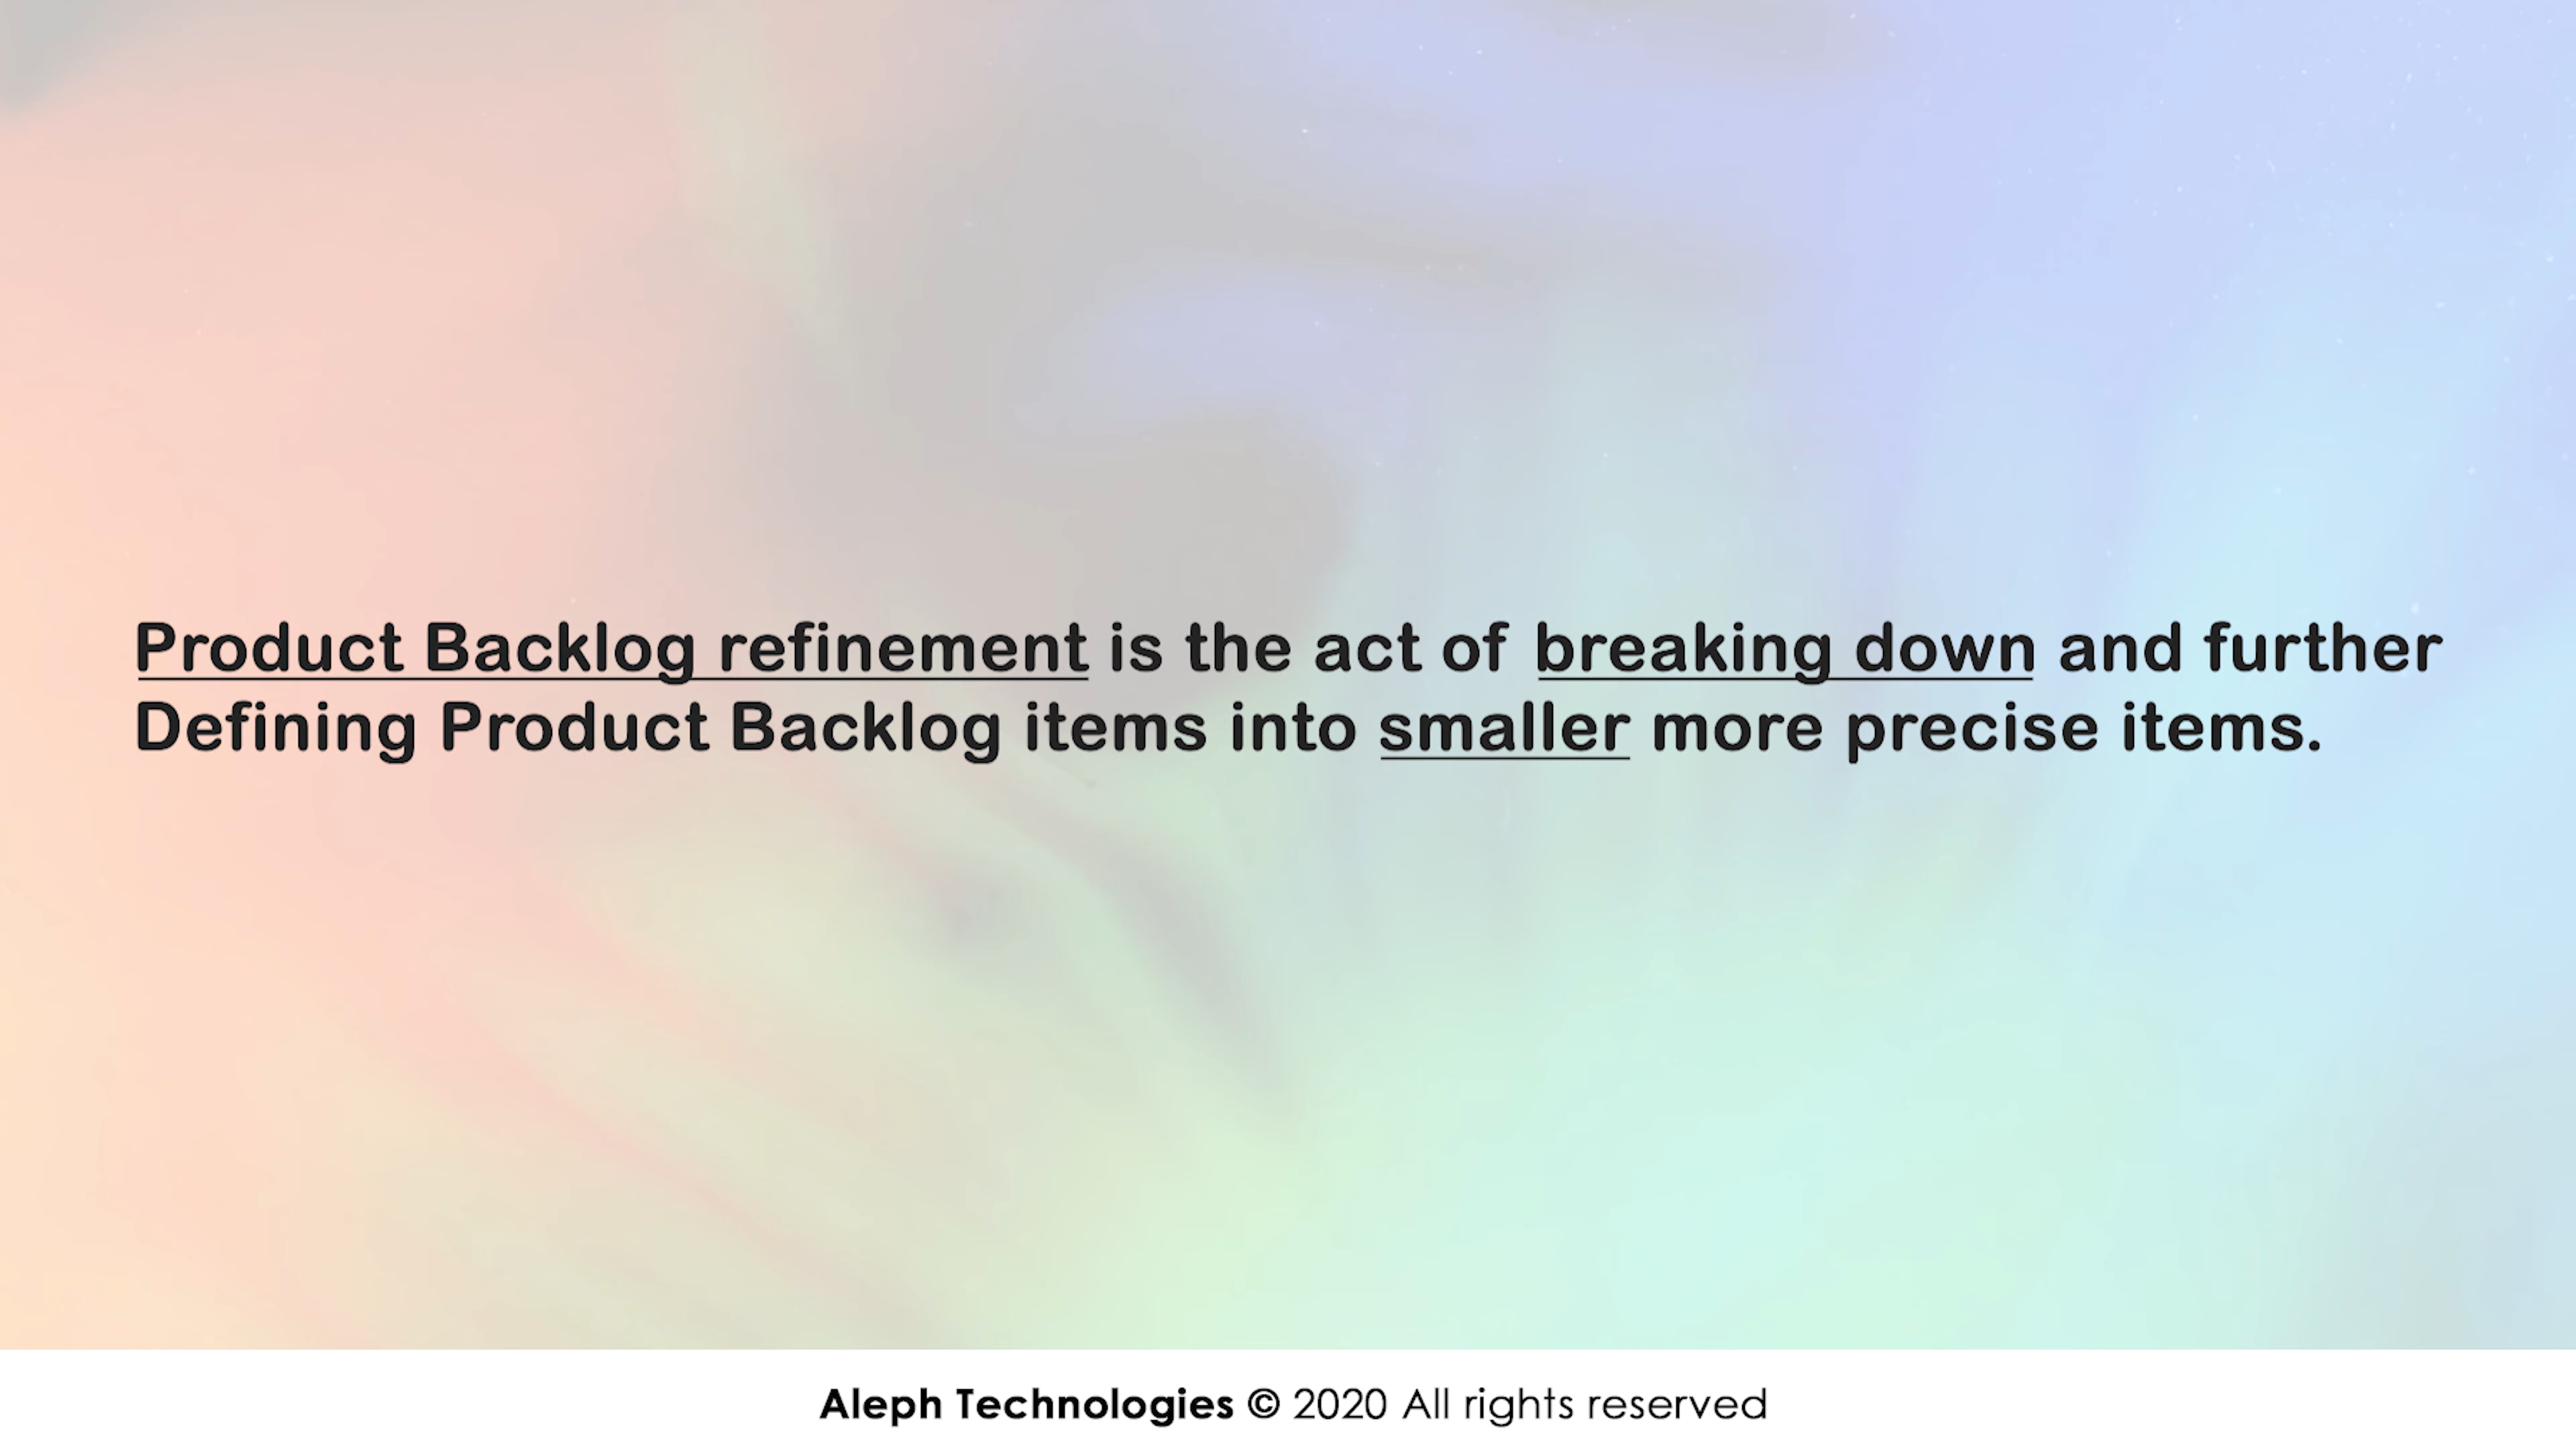 Product Backlog refinement is the act of breaking down and further
Defining Product Backlog items into smaller more precise items.
Aleph Technologies © 2020 All rights reserved